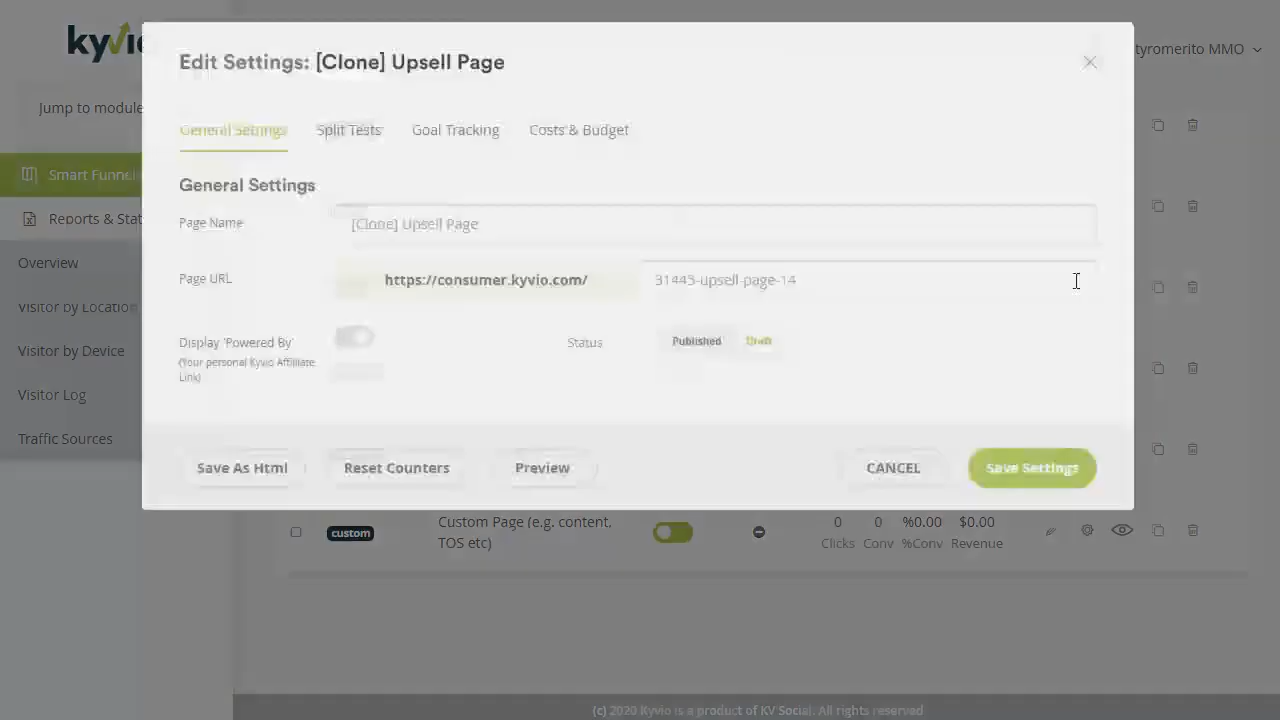 kyvio
Edit Settings: [Clone] Upsell Page
tyromerito MMO
Jump to module
General Settings
Split Tests
Goal Tracking
Costs & Budget
Smart Funnel
General Settings
Reports & Stat
Page Name
[Clone] Upsell Page
Overview
Page URL
https://consumer.kyvio.com/
31443-upsell-page-14
Visitor by Location
Display 'Powered By'
(Your personal Kyvio Affiliate
Link)
Status
Published
Draft
Visitor by Device
Visitor Log
Traffic Sources
Save As Html
Reset Counters
Preview
CANCEL
Save Settings
custom
Custom Page (e.g. content,
TOS etc)
0 0 %0.00 $0.00
Clicks Conv %Conv Revenue
(c) 2020 Kyvio is a product of KV Social. All rights reserved